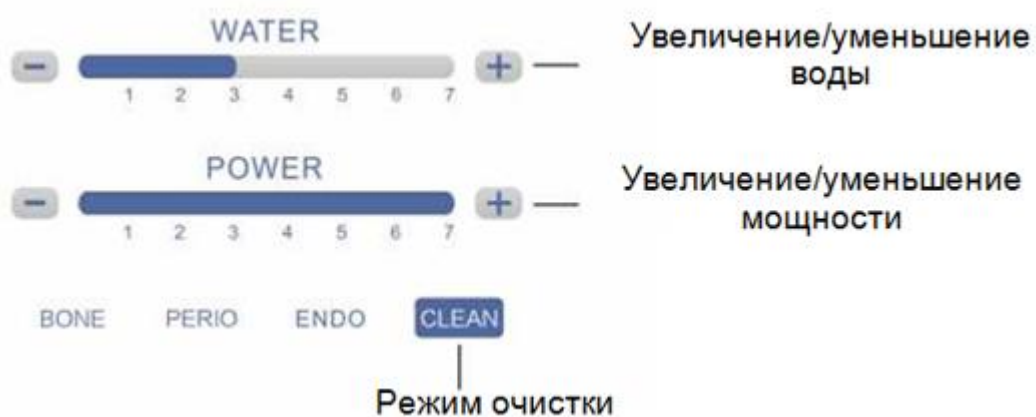 WATER
Увеличение/уменьшение
воды
1 2 3 4 5 6 7
POWER
Увеличение/уменьшение
мощности
1 2 3 4 5 6 7
BONE PERIO ENDO CLEAN
Режим очистки